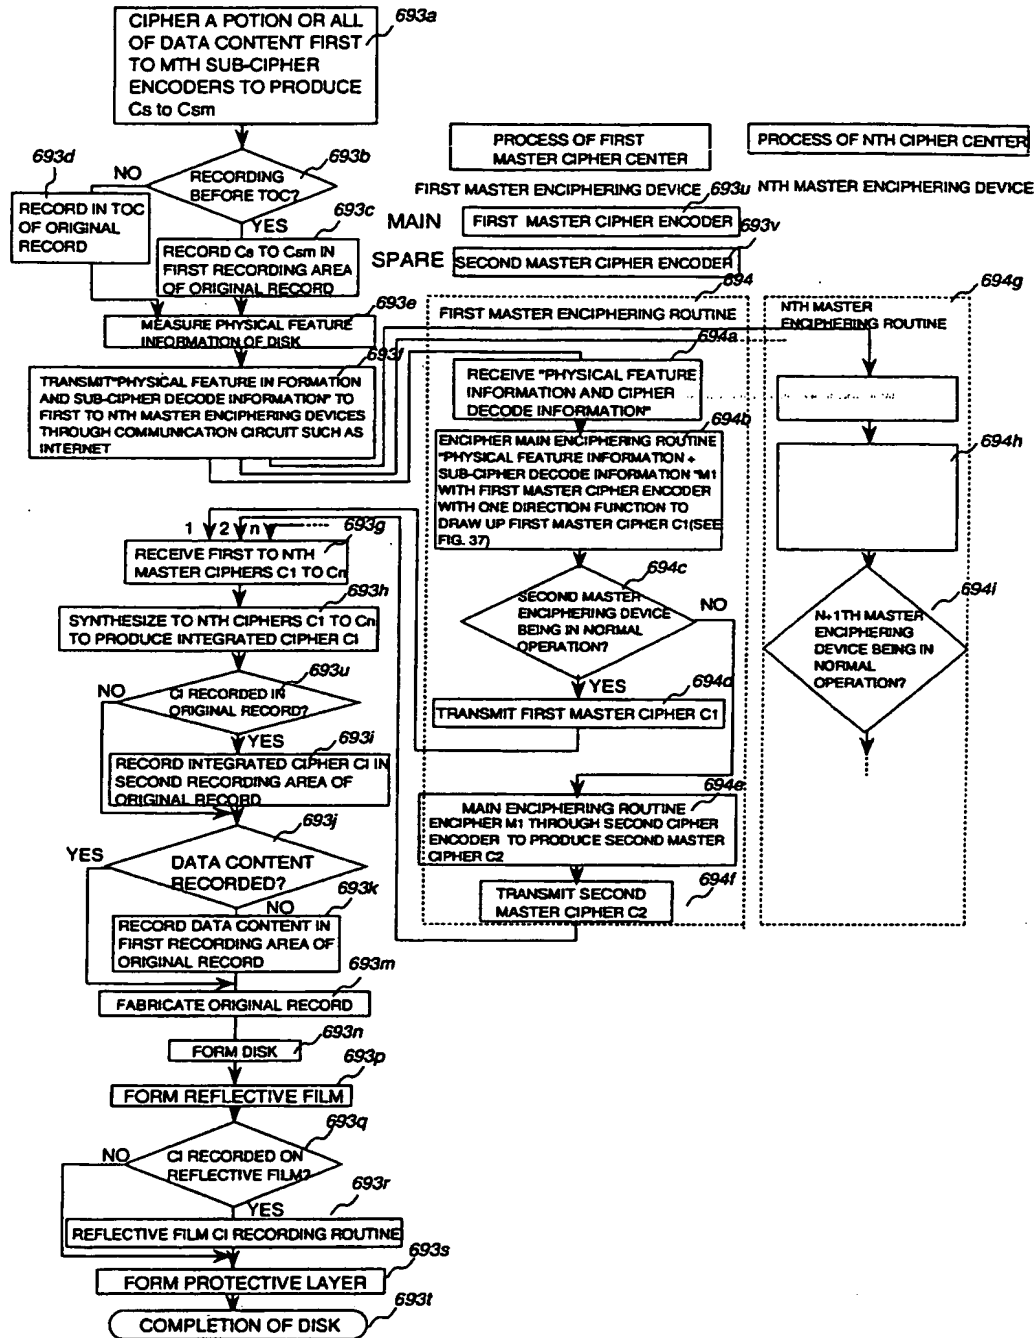 CIPHER A POTION OR ALL
OF DATA CONTENT FIRST
TO MTH SUB-CIPHER
ENCODERS TO PRODUCE
Cs to Csm
693a
693d
NO
RECORDING
BEFORE TOC?
693b
RECORD IN TOC
OF ORIGINAL
RECORD
YES
693c
RECORD Cs TO Csm IN
FIRST RECORDING AREA
OF ORIGINAL RECORD
693e
MEASURE PHYSICAL FEATURE
INFORMATION OF DISK
693f
TRANSMIT"PHYSICAL FEATURE IN FORMATION
AND SUB-CIPHER DECODE INFORMATION" TO
FIRST TO NTH MASTER ENCIPHERING DEVICES
THROUGH COMMUNICATION CIRCUIT SUCH AS
INTERNET
1 2 n
693g
RECEIVE FIRST TO NTH
MASTER CIPHERS C1 TO Cn
693h
SYNTHESIZE TO NTH CIPHERS C1 TO Cn
TO PRODUCE INTEGRATED CIPHER CI
693u
NO
CI RECORDED IN
ORIGINAL RECORD?
YES
693i
RECORD INTEGRATED CIPHER CI IN
SECOND RECORDING AREA OF
ORIGINAL RECORD
693j
YES
DATA CONTENT
RECORDED?
NO
693k
RECORD DATA CONTENT IN
FIRST RECORDING AREA OF
ORIGINAL RECORD
693m
FABRICATE ORIGINAL RECORD
693n
FORM DISK
693p
FORM REFLECTIVE FILM
693q
NO
CI RECORDED ON
REFLECTIVE FILM?
YES
693r
REFLECTIVE FILM CI RECORDING ROUTINE
693s
FORM PROTECTIVE LAYER
693t
COMPLETION OF DISK
PROCESS OF FIRST
MASTER CIPHER CENTER
FIRST MASTER ENCIPHERING DEVICE
693u
MAIN
FIRST MASTER CIPHER ENCODER
693v
SPARE
SECOND MASTER CIPHER ENCODER
694
FIRST MASTER ENCIPHERING ROUTINE
694a
RECEIVE "PHYSICAL FEATURE
INFORMATION AND CIPHER
DECODE INFORMATION"
694b
ENCIPHER MAIN ENCIPHERING ROUTINE
"PHYSICAL FEATURE INFORMATION +
SUB-CIPHER DECODE INFORMATION "M1
WITH FIRST MASTER CIPHER ENCODER
WITH ONE DIRECTION FUNCTION TO
DRAW UP FIRST MASTER CIPHER C1(SEE
FIG. 37)
694c
SECOND MASTER
ENCIPHERING DEVICE
BEING IN NORMAL
OPERATION?
NO
YES
694d
TRANSMIT FIRST MASTER CIPHER C1
694e
MAIN ENCIPHERING ROUTINE
ENCIPHER M1 THROUGH SECOND CIPHER
ENCODER TO PRODUCE SECOND MASTER
CIPHER C2
694f
TRANSMIT SECOND
MASTER CIPHER C2
PROCESS OF NTH CIPHER CENTER
NTH MASTER ENCIPHERING DEVICE
694g
NTH MASTER
ENCIPHERING ROUTINE
694h
694i
N+1TH MASTER
ENCIPHERING
DEVICE BEING IN
NORMAL
OPERATION?